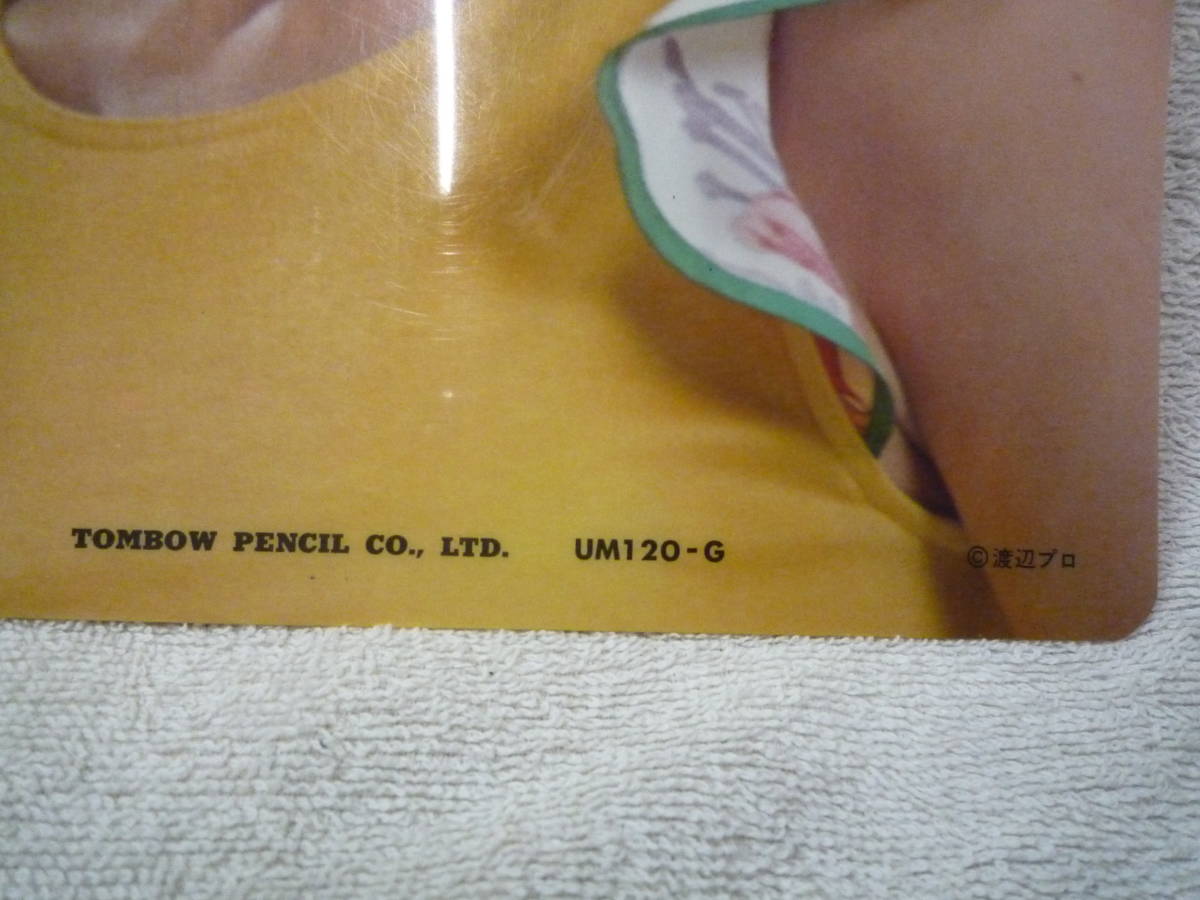 TOMBOW PENCIL CO., LTD. UM120-G ©渡辺プロ